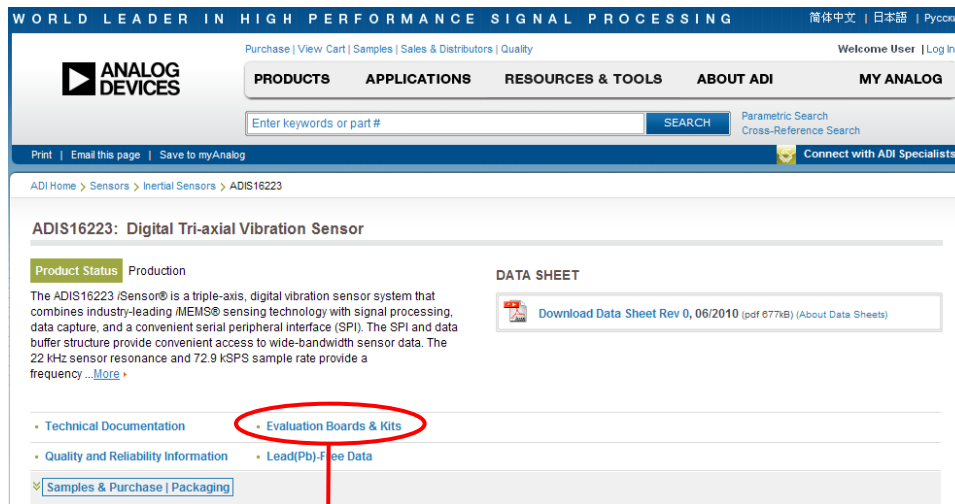 WORLD LEADER IN HIGH PERFORMANCE SIGNAL PROCESSING 简体中文 | 日本語 | Русски
Purchase | View Cart | Samples | Sales & Distributors | Quality
Welcome User | Log In
ANALOG
DEVICES
PRODUCTS APPLICATIONS RESOURCES & TOOLS ABOUT ADI MY ANALOG
Enter keywords or part #
SEARCH
Parametric Search
Cross-Reference Search
Print | Email this page | Save to myAnalog
Connect with ADI Specialists
ADI Home > Sensors > Inertial Sensors > ADIS16223
ADIS16223: Digital Tri-axial Vibration Sensor
Product Status Production
The ADIS16223 iSensor® is a triple-axis, digital vibration sensor system that
combines industry-leading iMEMS® sensing technology with signal processing,
data capture, and a convenient serial peripheral interface (SPI). The SPI and data
buffer structure provide convenient access to wide-bandwidth sensor data. The
22 kHz sensor resonance and 72.9 kSPS sample rate provide a
frequency ...More
DATA SHEET
Download Data Sheet Rev 0, 06/2010 (pdf 677kB) (About Data Sheets)
Technical Documentation
Evaluation Boards & Kits
Quality and Reliability Information
Lead(Pb)-Free Data
Samples & Purchase | Packaging